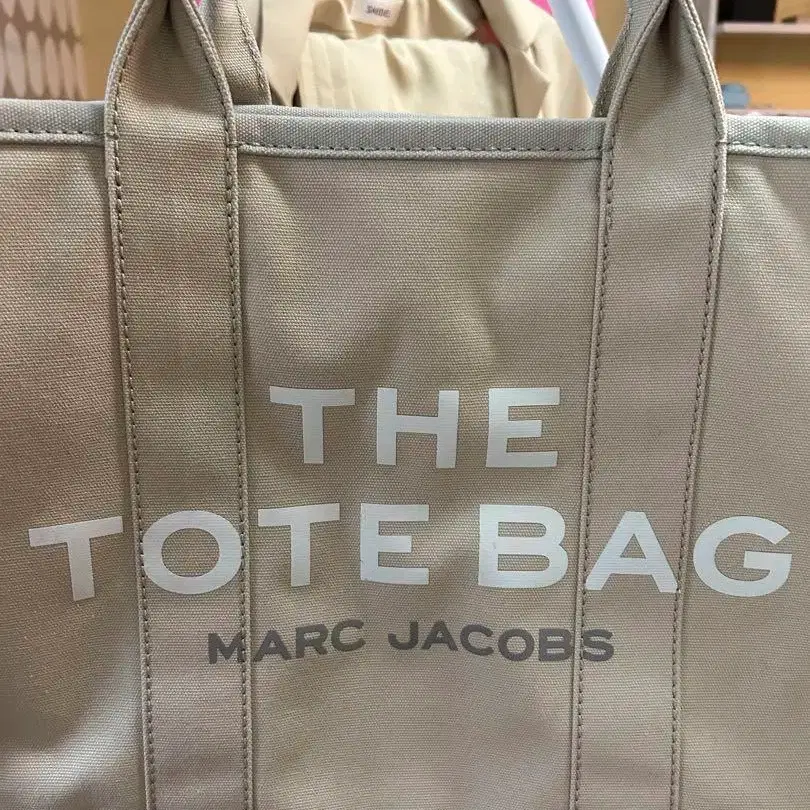 THE
TOTE BAG
MARC JACOBS